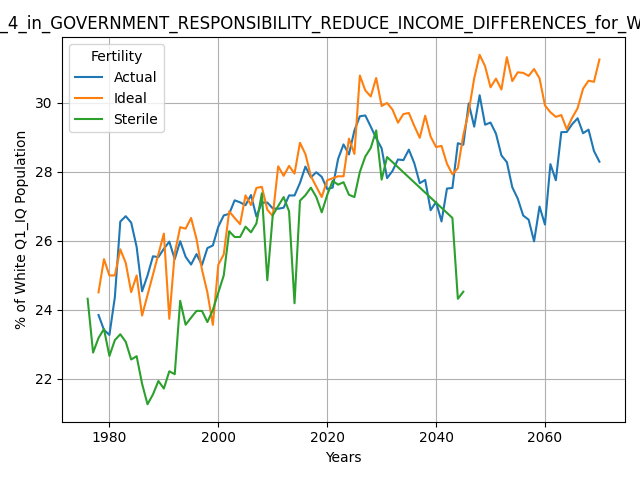 _4_in_GOVERNMENT_RESPONSIBILITY_REDUCE_INCOME_DIFFERENCES_for_W
Fertility
Actual
Ideal
Sterile
% of White Q1_IQ Population
30
28
26
24
22
1980
2000
2020
2040
2060
Years